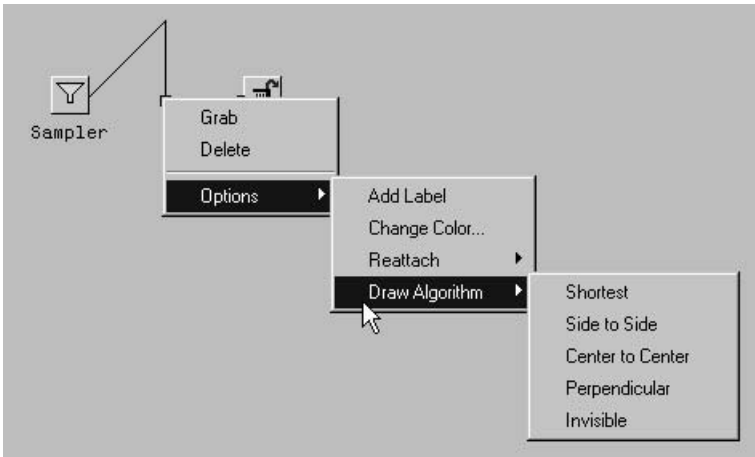 Sampler
Grab
Delete
Options
Add Label
Change Color...
Reattach
Draw Algorithm
Shortest
Side to Side
Center to Center
Perpendicular
Invisible